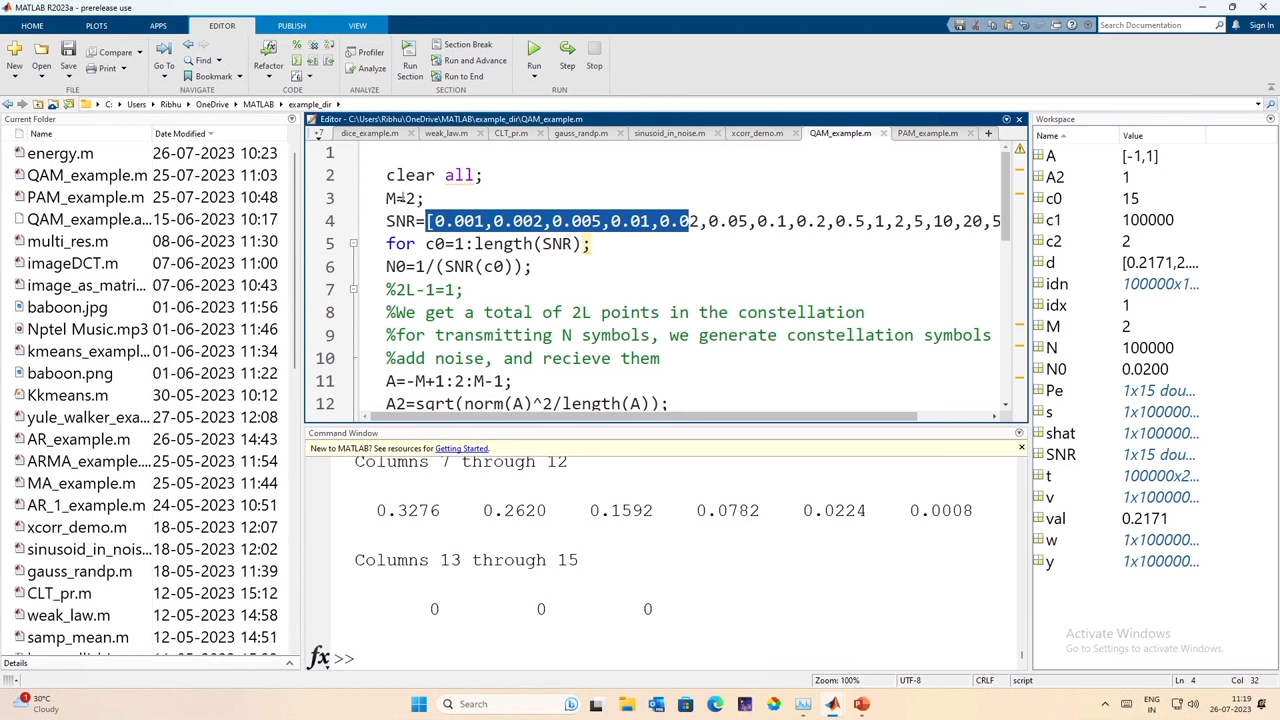 MATLAB R2023a - prerelease use
HOME PLOTS APPS EDITOR PUBLISH VIEW Search Documentation Sign In
New Open Save Compare Print Go To Find Bookmark Refactor Profiler Analyze Run Section Section Break Run and Advance Run to End Run Step Stop
FILE NAVIGATE CODE ANALYZE SECTION RUN
C: Users Ribhu OneDrive MATLAB example_dir
Current Folder
Name Date Modified
energy.m 26-07-2023 10:23
QAM_example.m 25-07-2023 11:03
PAM_example.m 25-07-2023 10:48
QAM_example.a... 15-
multi_res.m 08-06-2023 11:09
imageDCT.m 07-06-2023 11:09
image_as_matri... 07-06-2023 11:00
baboon.jpg 01-06-2023 11:56
Nptel Music.mp3 01-06-2023 11:46
kmeans_exampl... 01-06-2023 11:34
baboon.png 01-06-2023 11:22
Kkmeans.m 30-05-2023 10:12
yule_walker_exa... 27-05-2023 12:08
AR_example.m 26-05-2023 14:43
ARMA_example.... 25-05-2023 11:54
MA_example.m 25-05-2023 11:44
AR_1_example.m 24-05-2023 10:51
xcorr_demo.m 18-05-2023 12:07
sinusoid_in_nois... 18-05-2023 12:02
gauss_randp.m 18-05-2023 11:39
CLT_pr.m 12-05-2023 15:12
weak_law.m 12-05-2023 14:58
samp_mean.m 12-05-2023 14:51
Details
Editor - C:\Users\Ribhu\OneDrive\MATLAB\example_dir\QAM_example.m
+7 dice_example.m weak_law.m CLT_pr.m gauss_randp.m sinusoid_in_noise.m xcorr_demo.m QAM_example.m PAM_example.m
1
2 clear all;
3 M=2;
4 SNR=[0.001,0.002,0.005,0.01,0.02,0.05,0.1,0.2,0.5,1,2,5,10,20,5
5 for c0=1:length(SNR);
6 N0=1/(SNR(c0));
7 %2L-1=1;
8 %We get a total of 2L points in the constellation
9 %for transmitting N symbols, we generate constellation symbols
10 %add noise, and recieve them
11 A=-M+1:2:M-1;
12 A2=sqrt(norm(A)^2/length(A));
Command Window
New to MATLAB? See resources for Getting Started.
Columns 7 through 12
0.3276 0.2620 0.1592 0.0782 0.0224 0.0008
Columns 13 through 15
0 0 0
fx >>
Workspace
Name Value
A [-1,1]
A2 1
c0 15
c1 100000
c2 2
d [0.2171,2....
idn 100000x1...
idx 1
M 2
N 100000
N0 0.0200
Pe 1x15 dou...
s 1x100000...
shat 1x100000...
SNR 1x15 dou...
t 100000x2...
v 1x100000...
val 0.2171
w 1x100000...
y 1x100000...
Activate Windows
Go to Settings to activate Windows.
Zoom: 100% UTF-8 CRLF script Ln 4 Col 32
30°C
Cloudy
Search
ENG
IN
11:19
26-07-2023